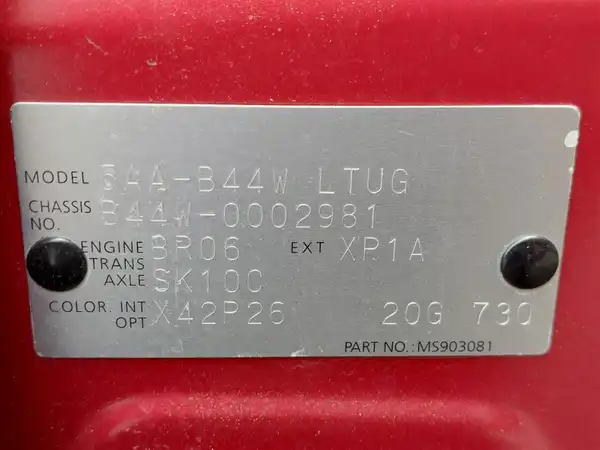 MODEL 5AA-B44W LTUG
CHASSIS NO. B44W-0002981
ENGINE BR06 EXT XP1A
TRANS AXLE SK10C
COLOR. INT OPT X42P26 20G 730
PART NO.:MS903081